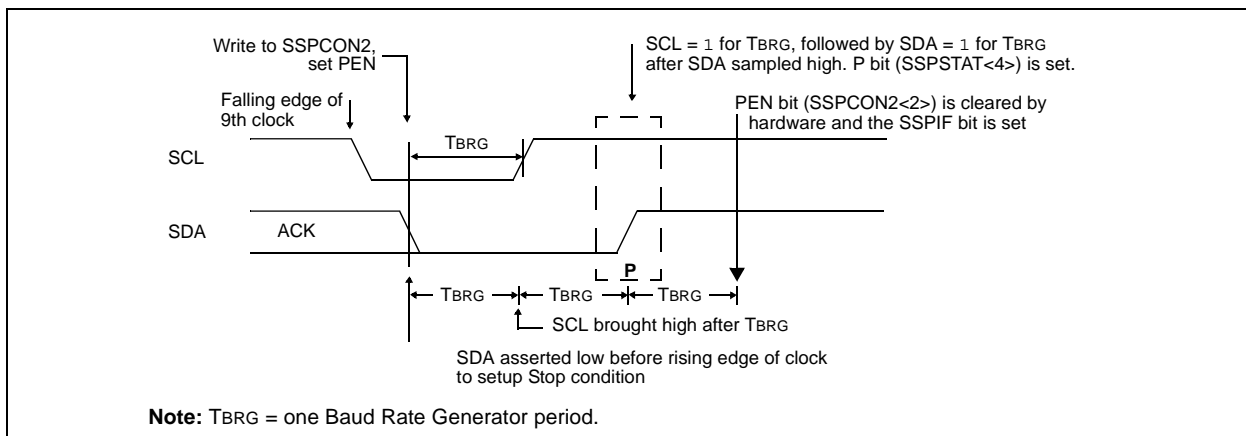 Write to SSPCON2,
set PEN
SCL = 1 for TBRG, followed by SDA = 1 for TBRG
after SDA sampled high. P bit (SSPSTAT<4>) is set.
Falling edge of
9th clock
PEN bit (SSPCON2<2>) is cleared by
hardware and the SSPIF bit is set
TBRG
SCL
SDA
ACK
P
TBRG
TBRG
TBRG
SCL brought high after TBRG
SDA asserted low before rising edge of clock
to setup Stop condition
Note: TBRG = one Baud Rate Generator period.